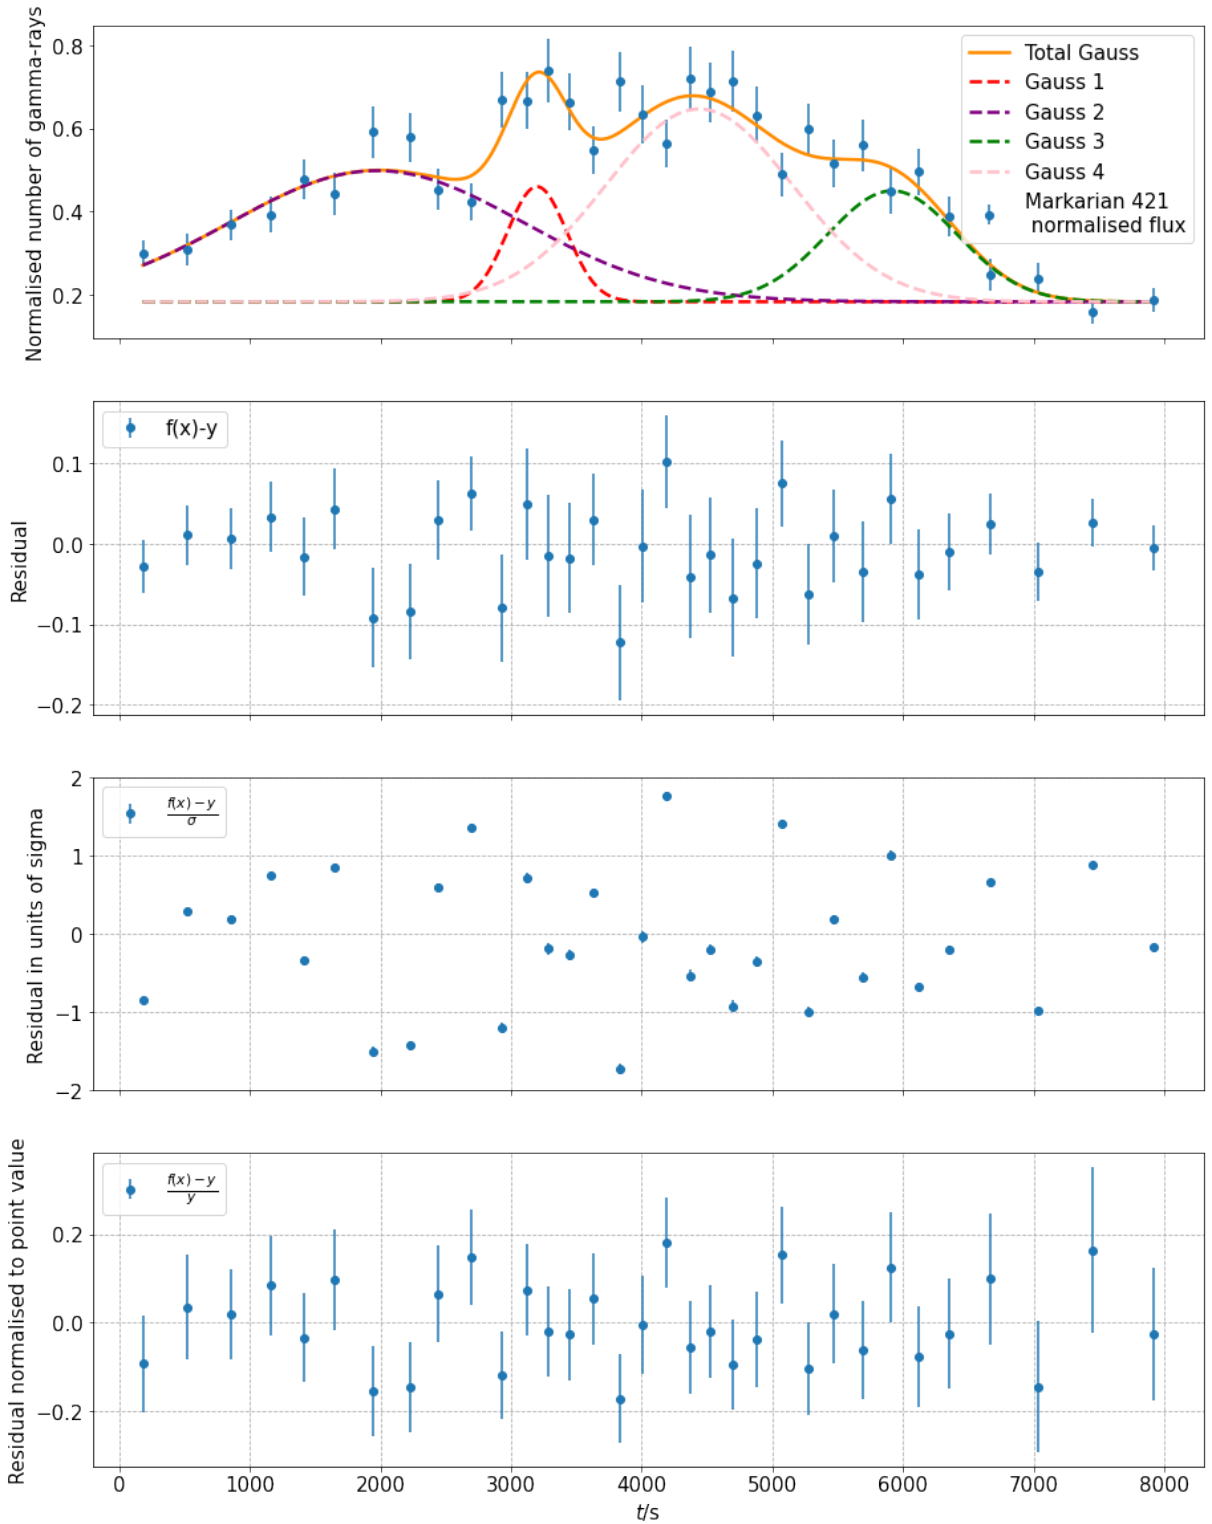 Normalised number of gamma-rays
0.8
0.6
0.4
0.2
Total Gauss
Gauss 1
Gauss 2
Gauss 3
Gauss 4
Markarian 421
normalised flux
Residual
0.1
0.0
−0.1
−0.2
f(x)-y
Residual in units of sigma
2
1
0
−1
−2
f(x) − y
σ
Residual normalised to point value
0.2
0.0
−0.2
f(x) − y
y
0 1000 2000 3000 4000 5000 6000 7000 8000
t/s